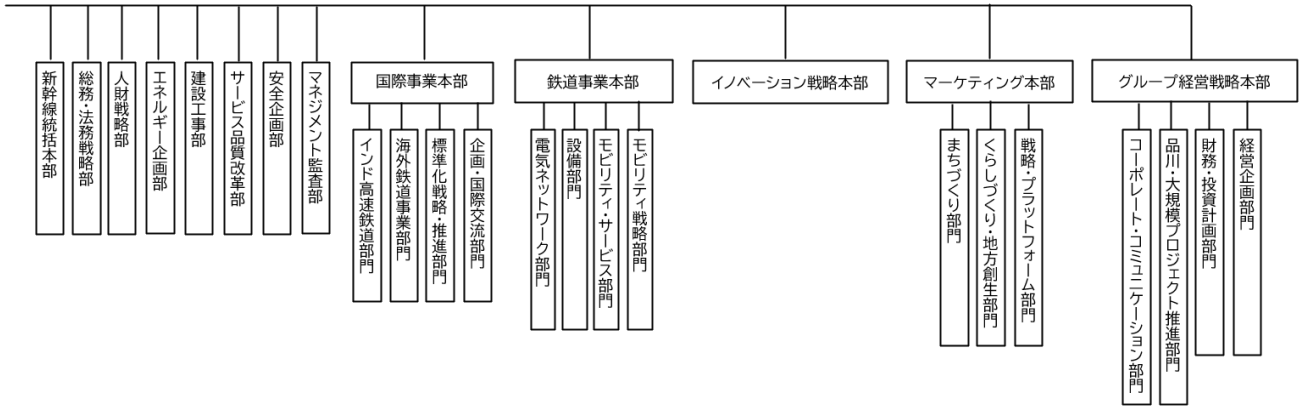 新幹線統括本部
総務・法務戦略部
人財戦略部
エネルギー企画部
建設工事部
サービス品質改革部
安全企画部
マネジメント監査部
国際事業本部
インド高速鉄道部門
海外鉄道事業部門
標準化戦略・推進部門
企画・国際交流部門
鉄道事業本部
電気ネットワーク部門
設備部門
モビリティ・サービス部門
モビリティ戦略部門
イノベーション戦略本部
マーケティング本部
まちづくり部門
くらしづくり・地方創生部門
戦略・プラットフォーム部門
グループ経営戦略本部
コーポレート・コミュニケーション部門
品川・大規模プロジェクト推進部門
財務・投資計画部門
経営企画部門